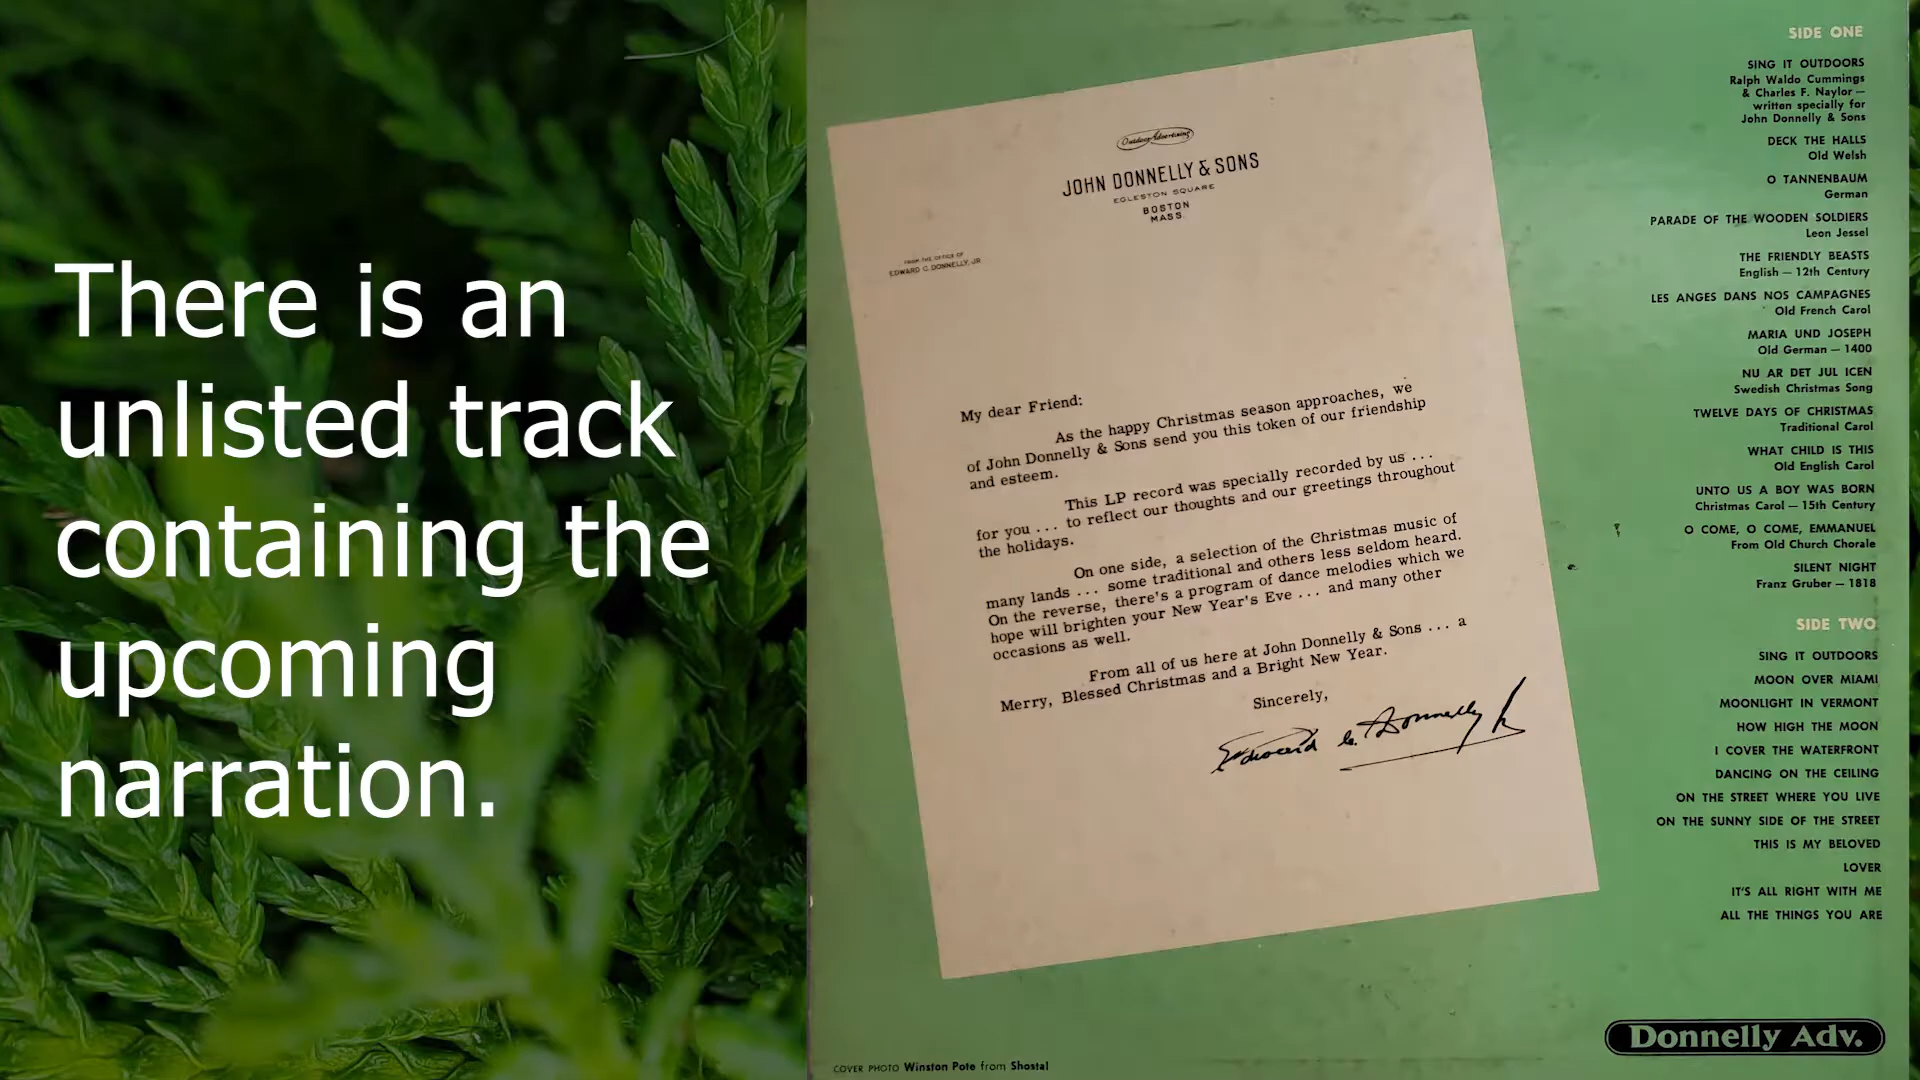 There is an
unlisted track
containing the
upcoming
narration.
Outdoor Advertising
JOHN DONNELLY & SONS
EGLESTON SQUARE
BOSTON
MASS.
FROM THE OFFICE OF
EDWARD C. DONNELLY, JR.
My dear Friend:
As the happy Christmas season approaches, we
of John Donnelly & Sons send you this token of our friendship
and esteem.
This LP record was specially recorded by us . . .
for you . . . to reflect our thoughts and our greetings throughout
the holidays.
On one side, a selection of the Christmas music of
many lands . . . some traditional and others less seldom heard.
On the reverse, there's a program of dance melodies which we
hope will brighten your New Year's Eve . . . and many other
occasions as well.
From all of us here at John Donnelly & Sons . . . a
Merry, Blessed Christmas and a Bright New Year.
Sincerely,
Edward C. Donnelly Jr
SIDE ONE
SING IT OUTDOORS
Ralph Waldo Cummings
& Charles F. Naylor —
written specially for
John Donnelly & Sons
DECK THE HALLS
Old Welsh
O TANNENBAUM
German
PARADE OF THE WOODEN SOLDIERS
Leon Jessel
THE FRIENDLY BEASTS
English — 12th Century
LES ANGES DANS NOS CAMPAGNES
Old French Carol
MARIA UND JOSEPH
Old German — 1400
NU AR DET JUL ICEN
Swedish Christmas Song
TWELVE DAYS OF CHRISTMAS
Traditional Carol
WHAT CHILD IS THIS
Old English Carol
UNTO US A BOY WAS BORN
Christmas Carol — 15th Century
O COME, O COME, EMMANUEL
From Old Church Chorale
SILENT NIGHT
Franz Gruber — 1818
SIDE TWO
SING IT OUTDOORS
MOON OVER MIAMI
MOONLIGHT IN VERMONT
HOW HIGH THE MOON
I COVER THE WATERFRONT
DANCING ON THE CEILING
ON THE STREET WHERE YOU LIVE
ON THE SUNNY SIDE OF THE STREET
THIS IS MY BELOVED
LOVER
IT'S ALL RIGHT WITH ME
ALL THE THINGS YOU ARE
Donnelly Adv.
COVER PHOTO Winston Pote from Shostal